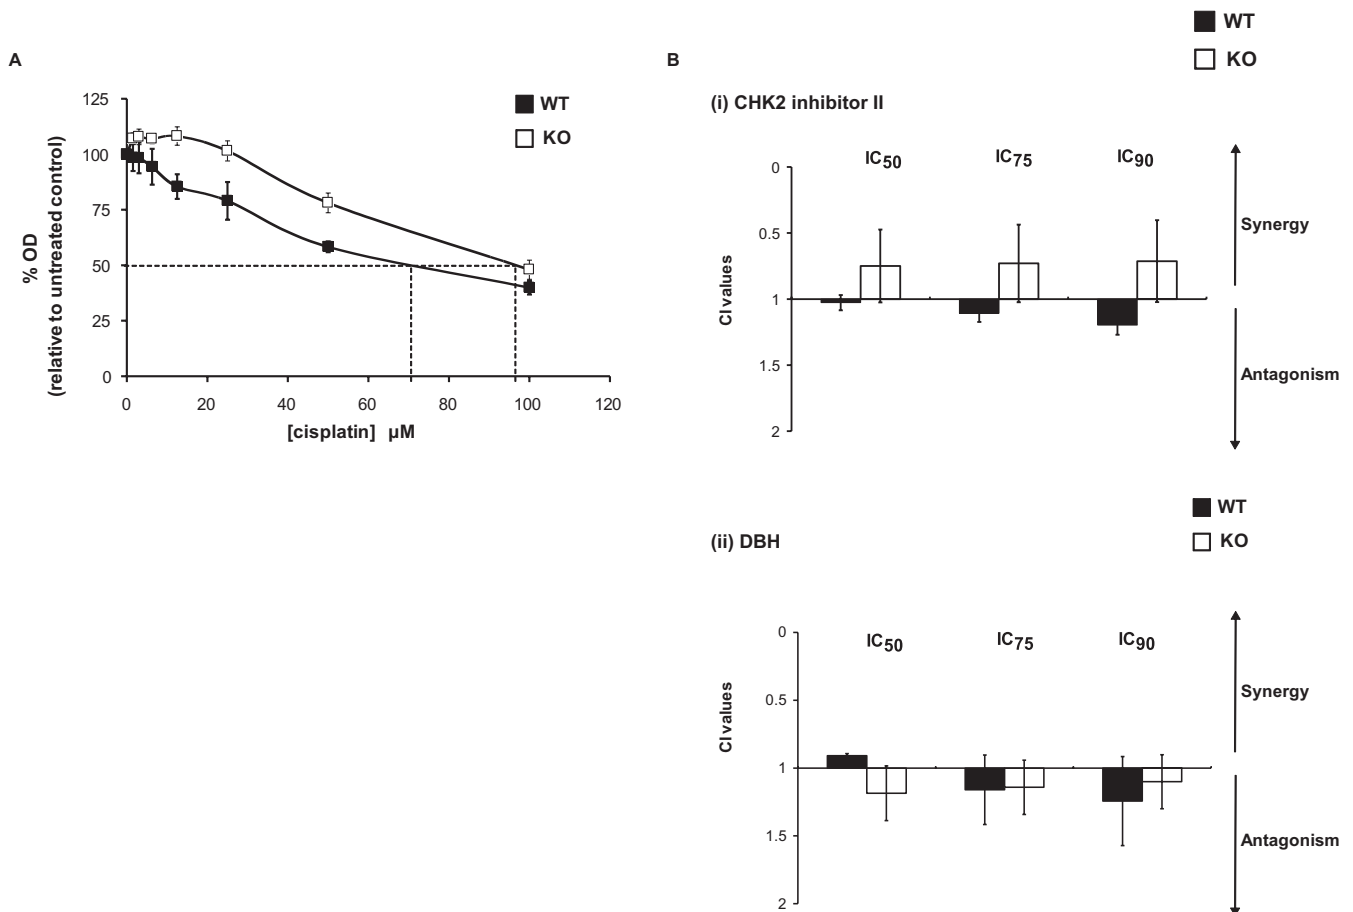 A
WT
KO
125
100
75
50
25
0
% OD
(relative to untreated control)
0 20 40 60 80 100 120
[cisplatin] µM
B
WT
KO
(i) CHK2 inhibitor II
IC50 IC75 IC90
0
0.5
1
1.5
2
CI values
Synergy
Antagonism
WT
KO
(ii) DBH
IC50 IC75 IC90
0
0.5
1
1.5
2
CI values
Synergy
Antagonism